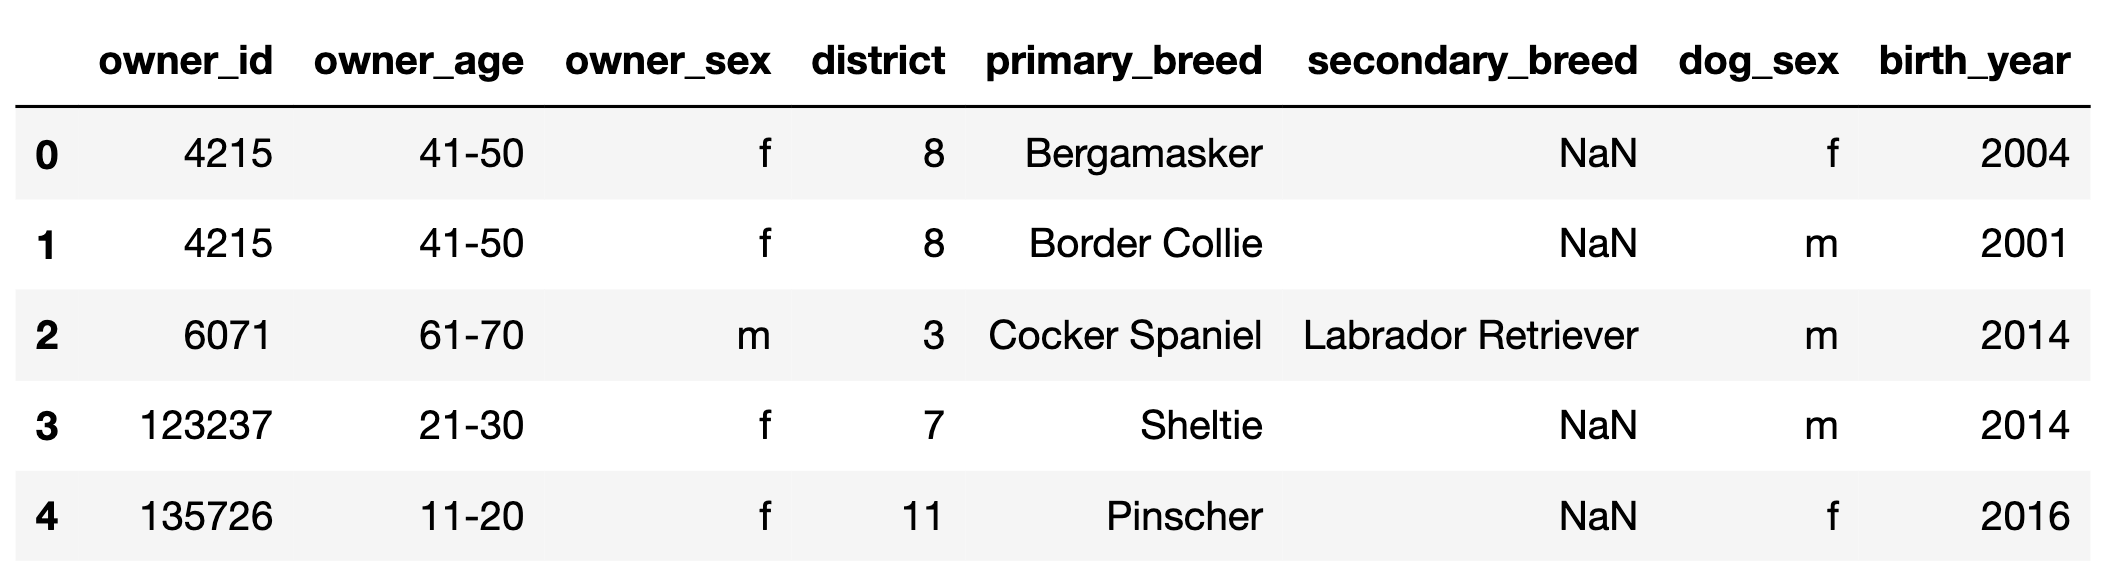 owner_id owner_age owner_sex district primary_breed secondary_breed dog_sex birth_year
0 4215 41-50 f 8 Bergamasker NaN f 2004
1 4215 41-50 f 8 Border Collie NaN m 2001
2 6071 61-70 m 3 Cocker Spaniel Labrador Retriever m 2014
3 123237 21-30 f 7 Sheltie NaN m 2014
4 135726 11-20 f 11 Pinscher NaN f 2016